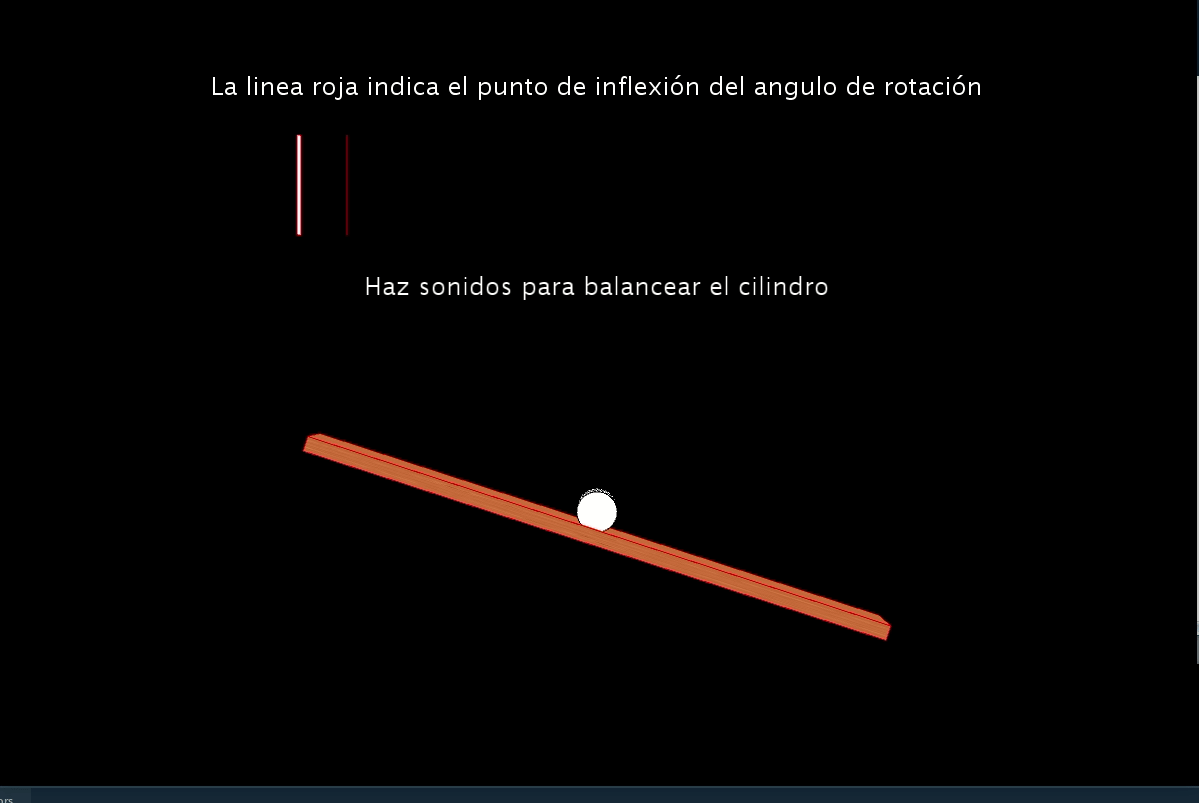 La linea roja indica el punto de inflexión del angulo de rotación
Haz sonidos para balancear el cilindro